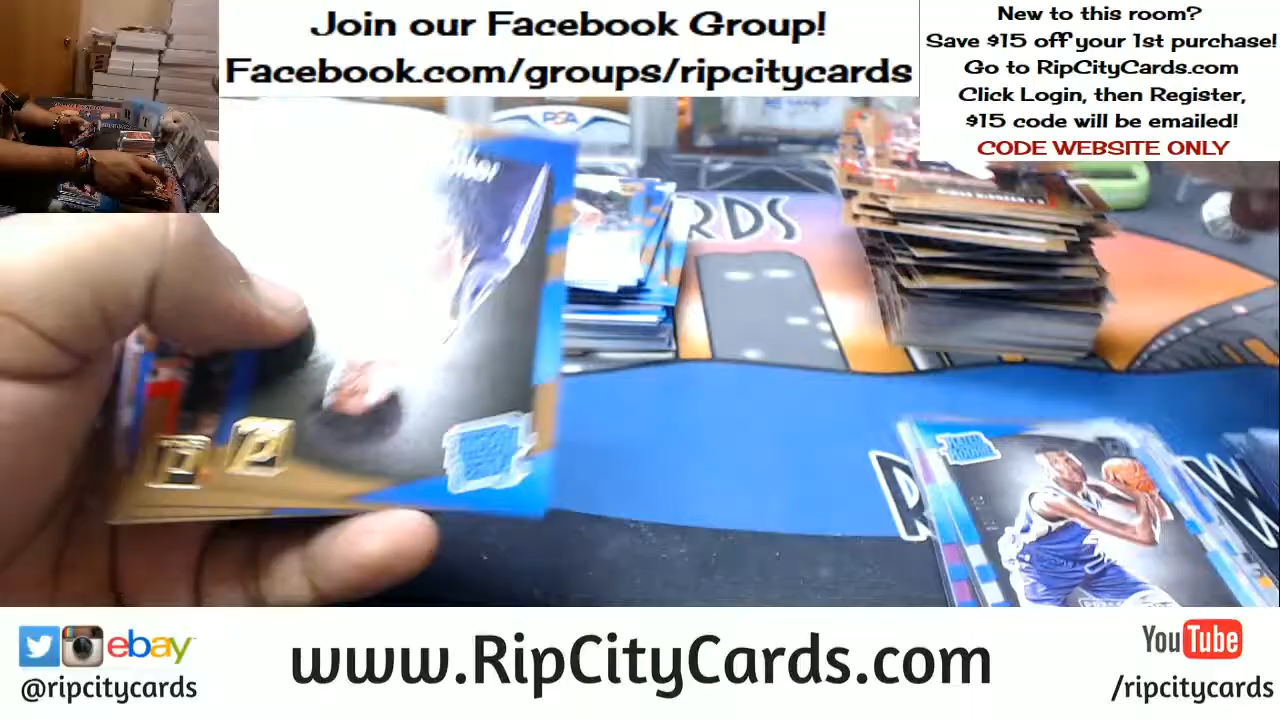 Join our Facebook Group!
Facebook.com/groups/ripcitycards
New to this room?
Save $15 off your 1st purchase!
Go to RipCityCards.com
Click Login, then Register,
$15 code will be emailed!
CODE WEBSITE ONLY
PSA
RDS
R
W
ebay
@ripcitycards
www.RipCityCards.com
YouTube
/ripcitycards